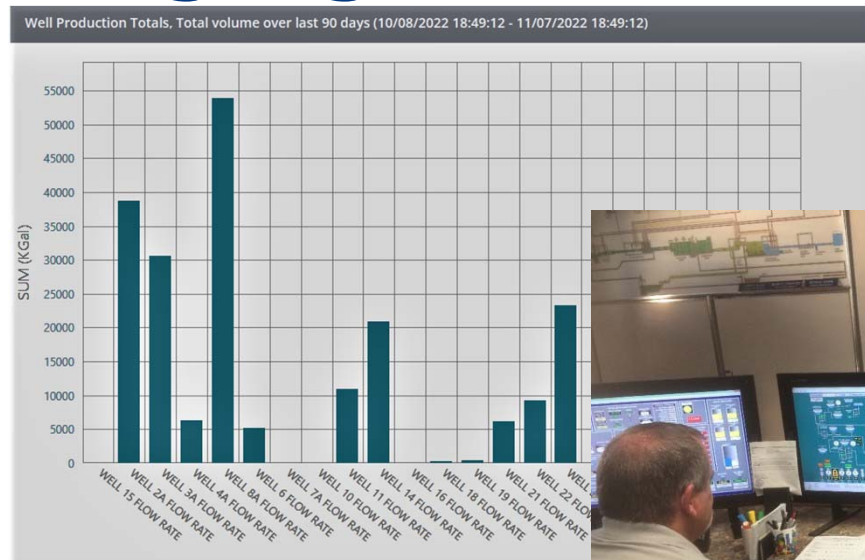 Well Production Totals, Total volume over last 90 days (10/08/2022 18:49:12 - 11/07/2022 18:49:12)
55000
50000
45000
40000
35000
30000
25000
20000
15000
10000
5000
0
SUM (KGal)
WELL 15 FLOW RATE
WELL 2A FLOW RATE
WELL 3A FLOW RATE
WELL 4A FLOW RATE
WELL 8A FLOW RATE
WELL 6 FLOW RATE
WELL 7A FLOW RATE
WELL 10 FLOW RATE
WELL 11 FLOW RATE
WELL 14 FLOW RATE
WELL 16 FLOW RATE
WELL 18 FLOW RATE
WELL 19 FLOW RATE
WELL 21 FLOW RATE
WELL 22 FLO
WEL